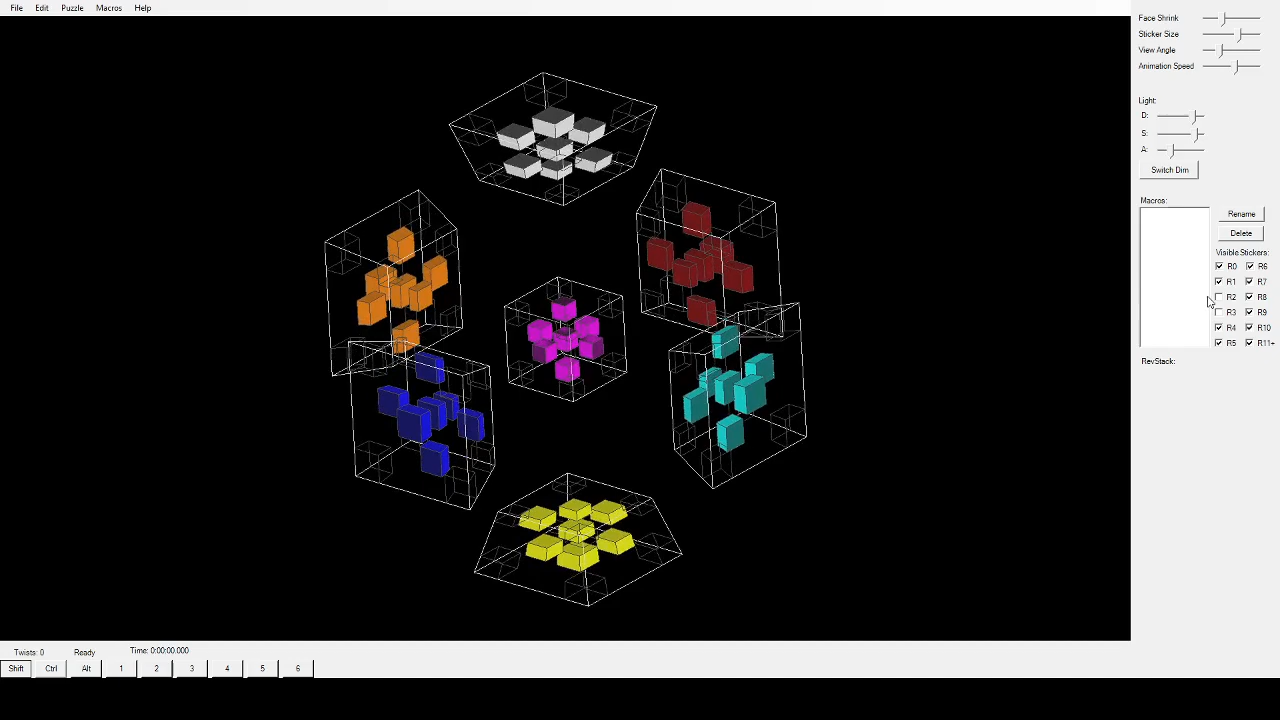 File Edit Puzzle Macros Help
Face Shrink
Sticker Size
View Angle
Animation Speed
Light:
D:
S:
A:
Switch Dim
Macros:
Rename
Delete
Visible Stickers:
R0 R6
R1 R7
R2 R8
R3 R9
R4 R10
R5 R11+
RevStack:
Twists: 0 Ready Time: 0:00:00.000
Shift Ctrl Alt 1 2 3 4 5 6